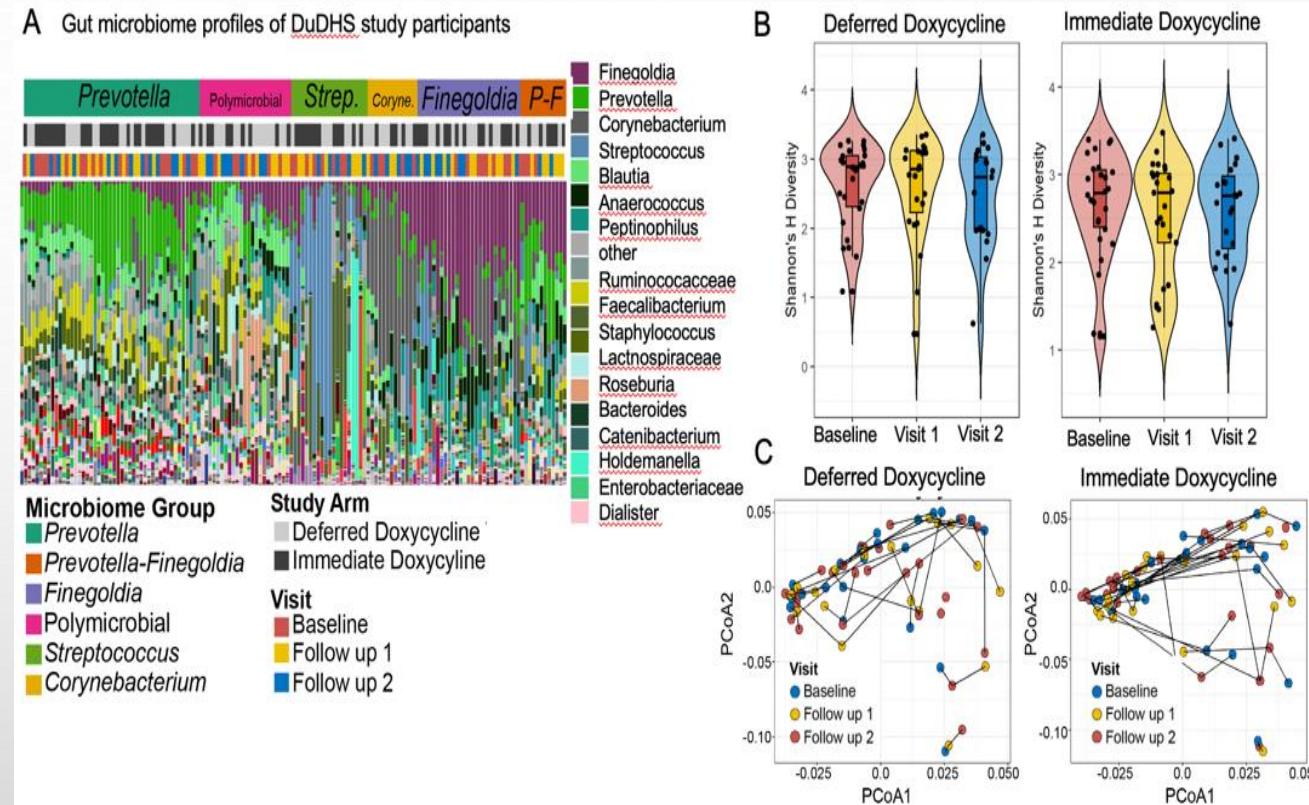 A Gut microbiome profiles of DuDHS study participants
Prevotella Polymicrobial Strep. Coryne. Finegoldia P-F
Finegoldia
Prevotella
Corynebacterium
Streptococcus
Blautia
Anaerococcus
Peptinophilus
other
Ruminococacceae
Faecalibacterium
Staphylococcus
Lactnospiraceae
Roseburia
Bacteroides
Catenibacterium
Holdemanella
Enterobacteriaceae
Dialister
Microbiome Group
Prevotella
Prevotella-Finegoldia
Finegoldia
Polymicrobial
Streptococcus
Corynebacterium
Study Arm
Deferred Doxycycline
Immediate Doxycyline
Visit
Baseline
Follow up 1
Follow up 2
B Deferred Doxycycline
Shannon's H Diversity
4
3
2
1
0
Baseline Visit 1 Visit 2
Immediate Doxycycline
Shannon's H Diversity
4
3
2
1
Baseline Visit 1 Visit 2
C
Deferred Doxycycline
PCoA2
0.05
0.0
-0.05
-0.10
Visit
Baseline
Follow up 1
Follow up 2
-0.025 0.0 0.025 0.050
PCoA1
Immediate Doxycycline
PCoA2
0.05
0.0
-0.05
-0.10
Visit
Baseline
Follow up 1
Follow up 2
-0.025 0.0 0.025
PCoA1